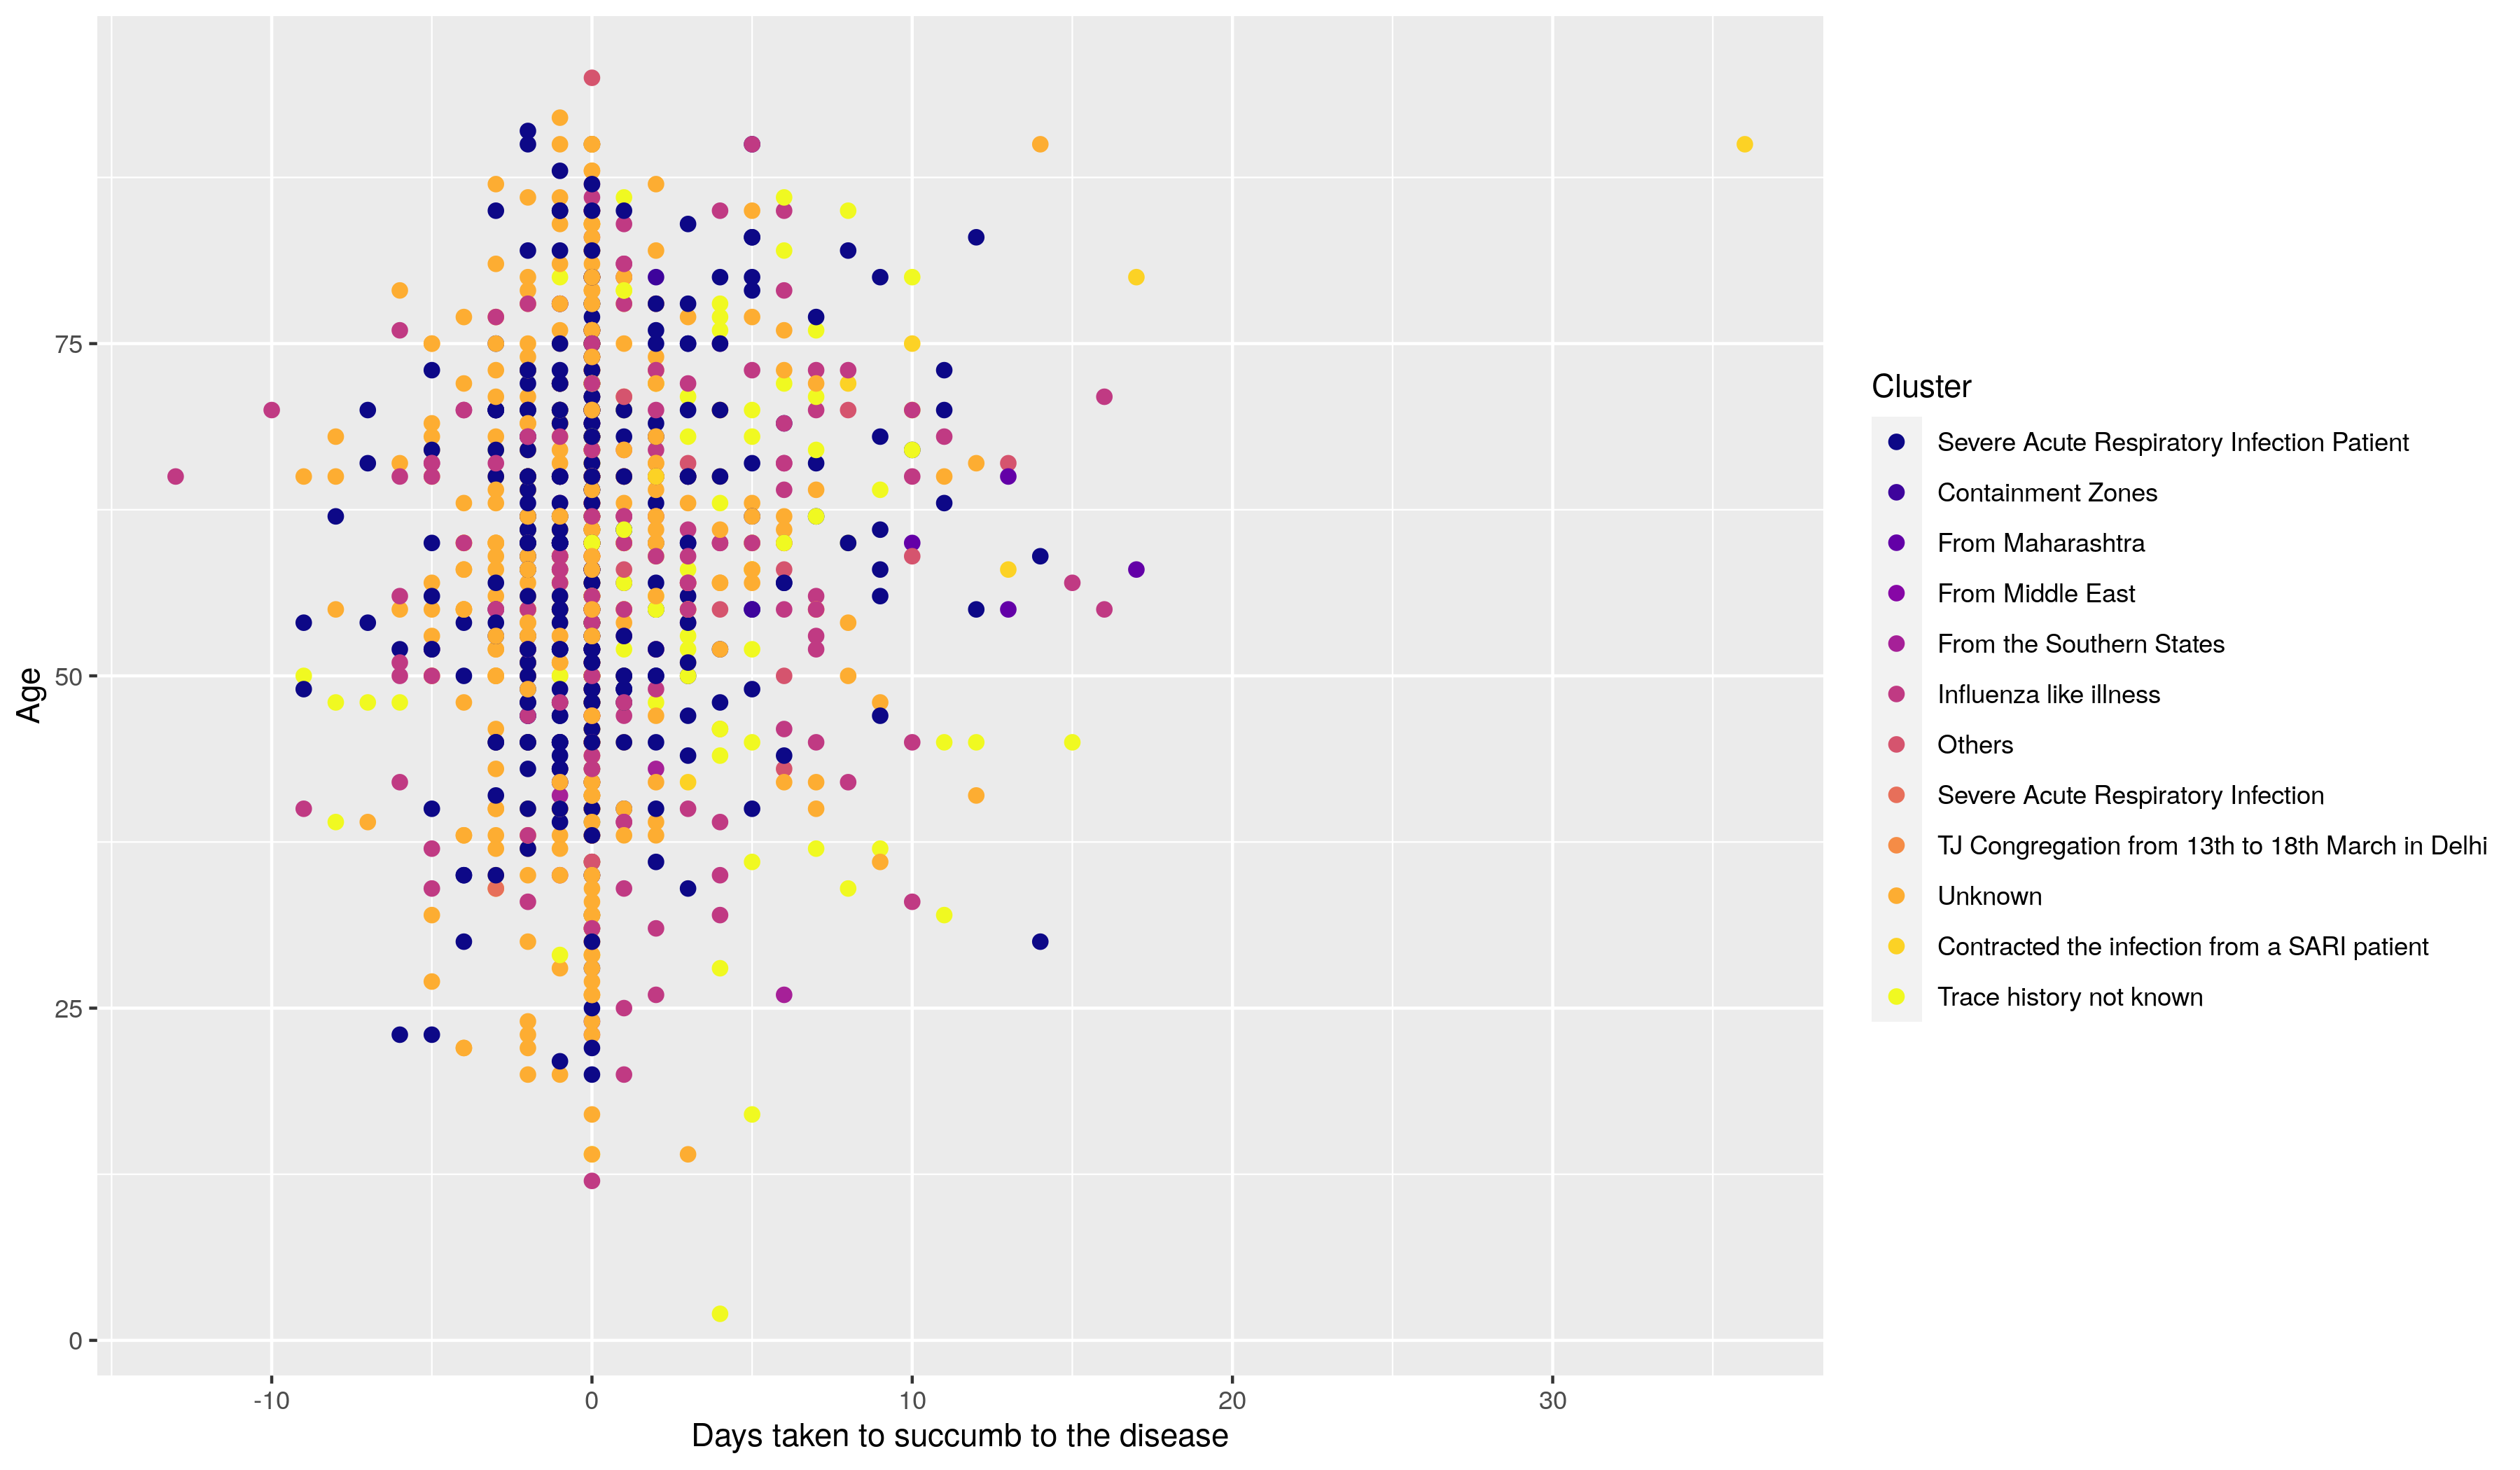 Age
75
50
25
0
-10
0
10
20
30
Days taken to succumb to the disease
Cluster
Severe Acute Respiratory Infection Patient
Containment Zones
From Maharashtra
From Middle East
From the Southern States
Influenza like illness
Others
Severe Acute Respiratory Infection
TJ Congregation from 13th to 18th March in Delhi
Unknown
Contracted the infection from a SARI patient
Trace history not known